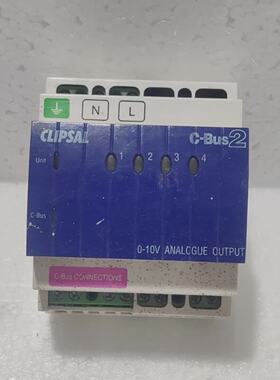 N L
CLIPSAL C-Bus2
Unit 1 2 3 4
C-Bus
0-10V ANALOGUE OUTPUT
C-Bus CONNECTIONS